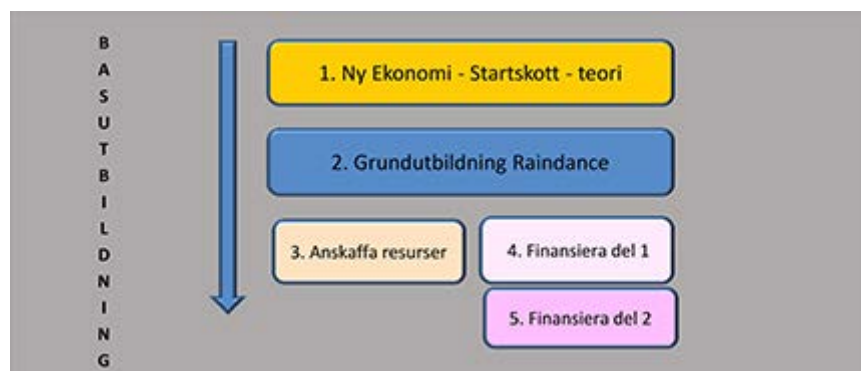 BASUTBILDNING
1. Ny Ekonomi - Startskott - teori
2. Grundutbildning Raindance
3. Anskaffa resurser
4. Finansiera del 1
5. Finansiera del 2